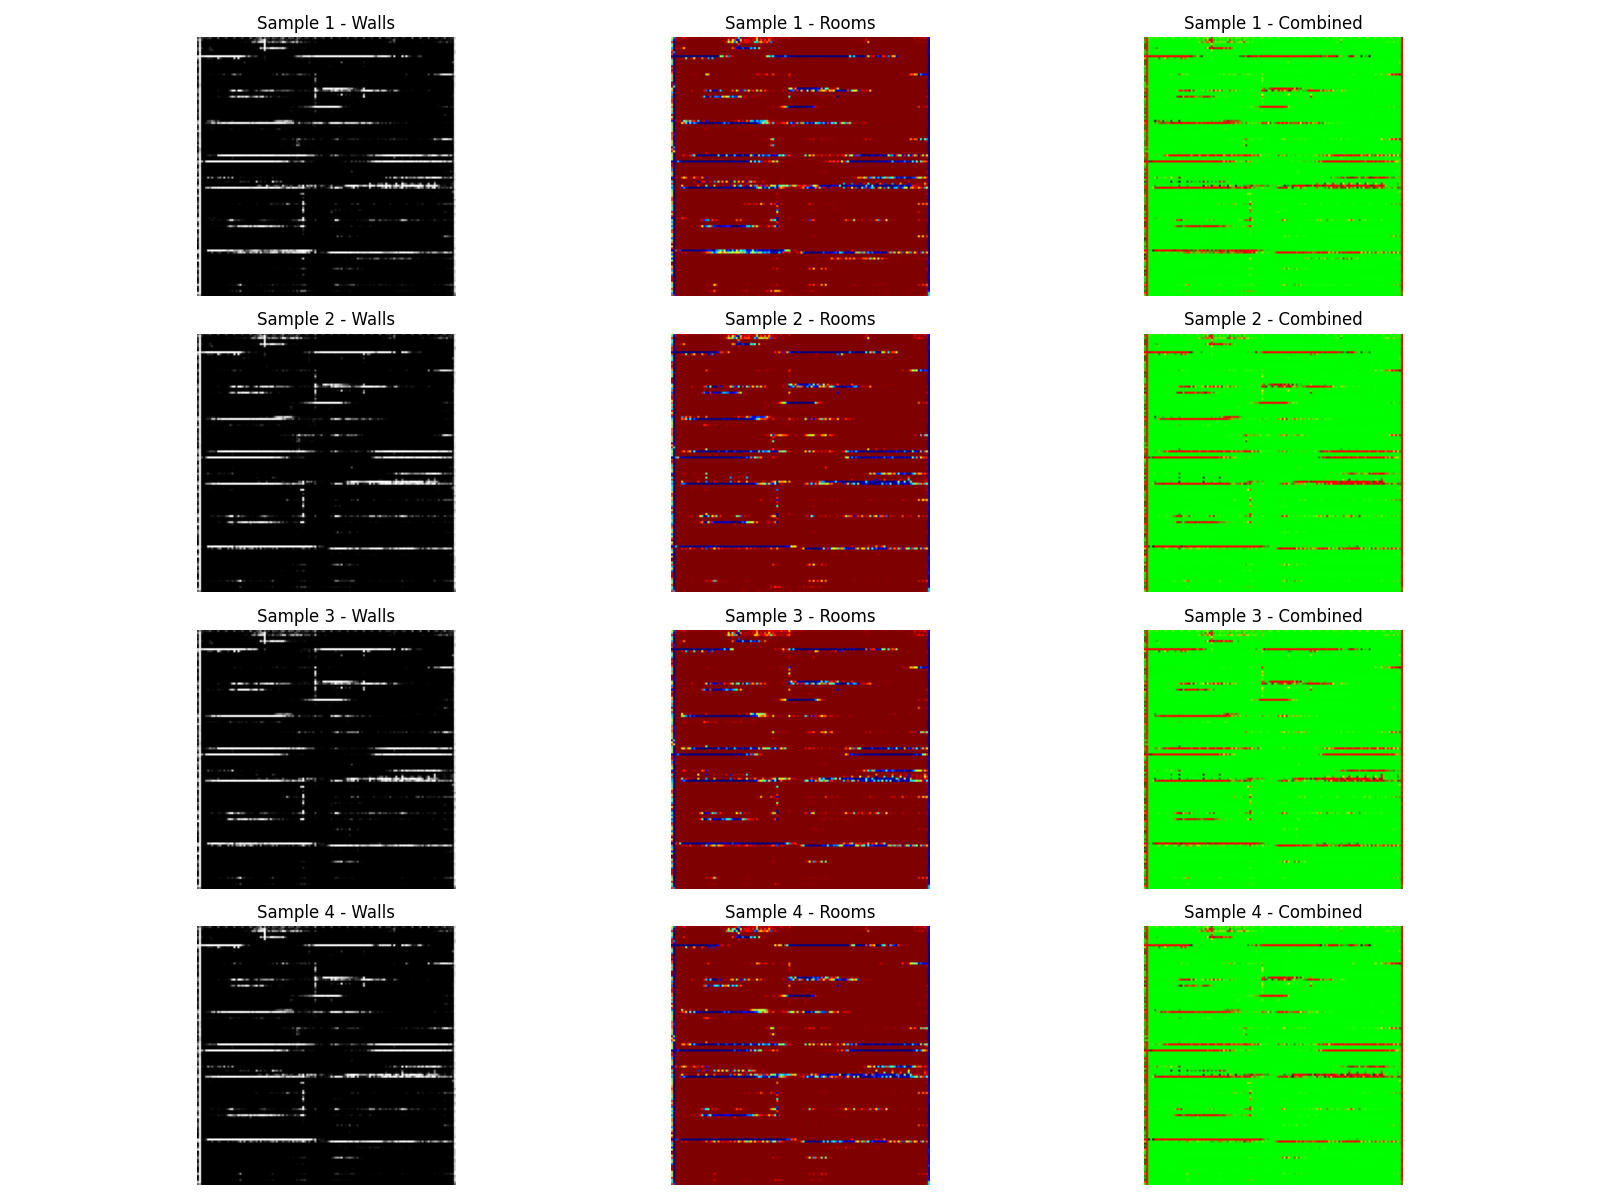 Sample 1 - Walls
Sample 1 - Rooms
Sample 1 - Combined
Sample 2 - Walls
Sample 2 - Rooms
Sample 2 - Combined
Sample 3 - Walls
Sample 3 - Rooms
Sample 3 - Combined
Sample 4 - Walls
Sample 4 - Rooms
Sample 4 - Combined